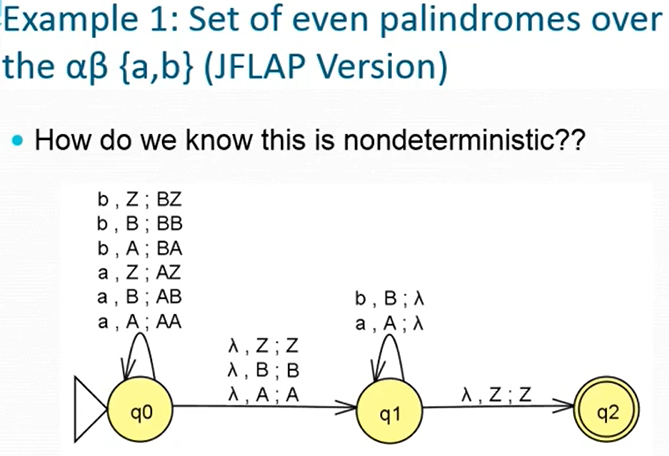 Example 1: Set of even palindromes over
the αβ {a,b} (JFLAP Version)
• How do we know this is nondeterministic??
b , Z ; BZ
b , B ; BB
b , A ; BA
a , Z ; AZ
a , B ; AB
a , A ; AA
λ , Z ; Z
λ , B ; B
λ , A ; A
b , B ; λ
a , A ; λ
λ , Z ; Z
q0
q1
q2